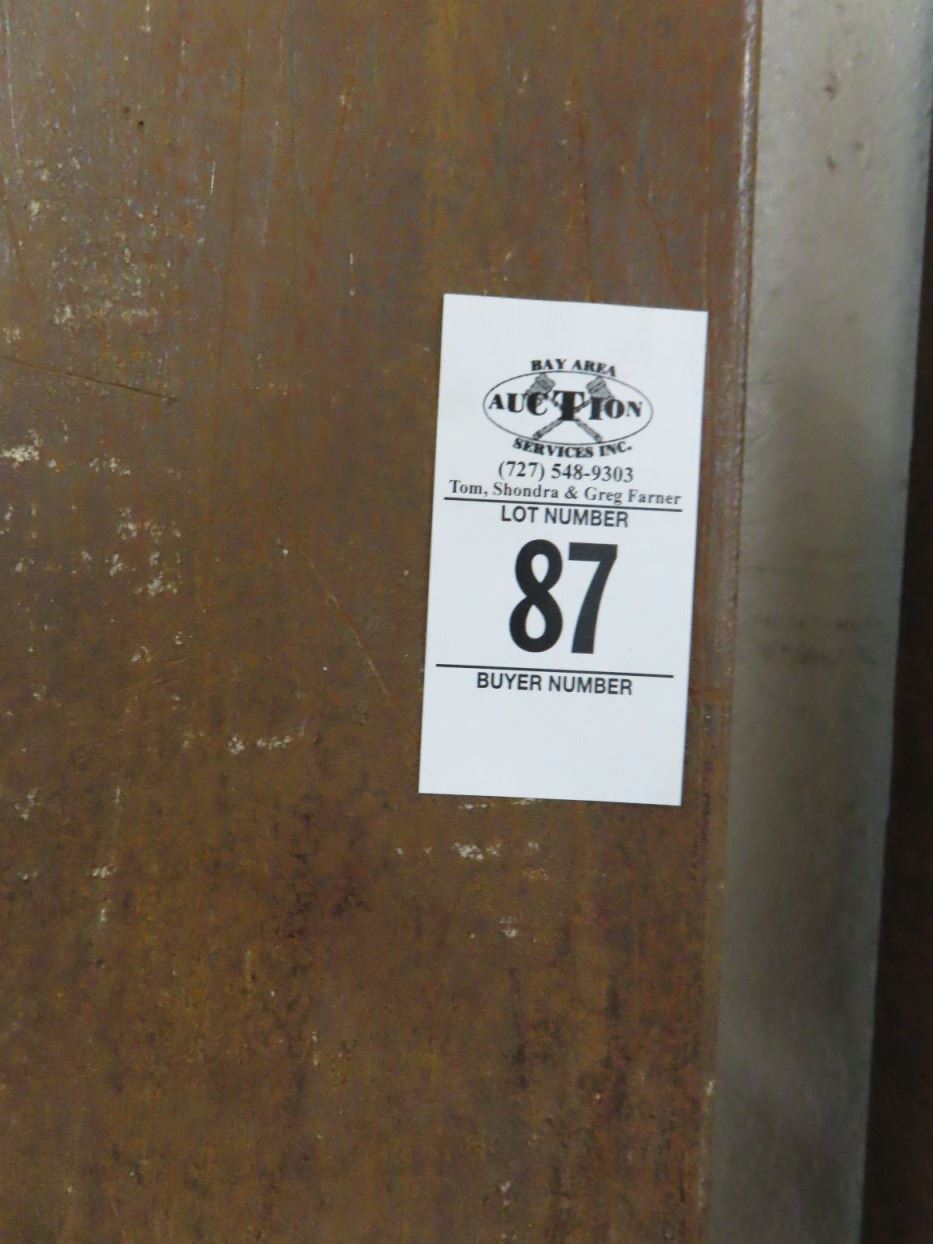 BAY AREA
AUCTION
SERVICES INC.
(727) 548-9303
Tom, Shondra & Greg Farner
LOT NUMBER
87
BUYER NUMBER